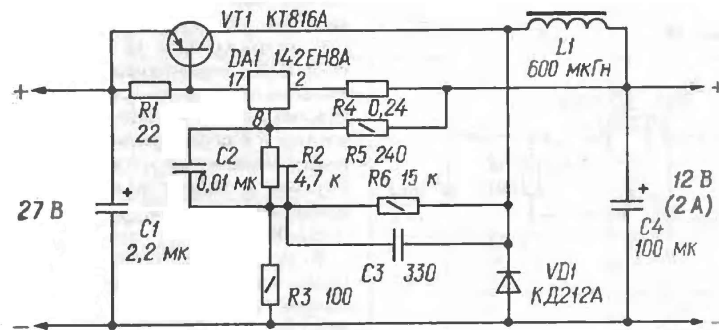 VT1 КТ816А
DA1 142ЕН8А
17
2
8
L1
600 мкГн
+
+
R1
22
R4 0,24
C2
0,01 мк
R2
4,7 к
R5 240
R6 15 к
27 В
+
C1
2,2 мк
12 В
(2 А)
+
C4
100 мк
C3 330
R3 100
VD1
КД212А
−
−